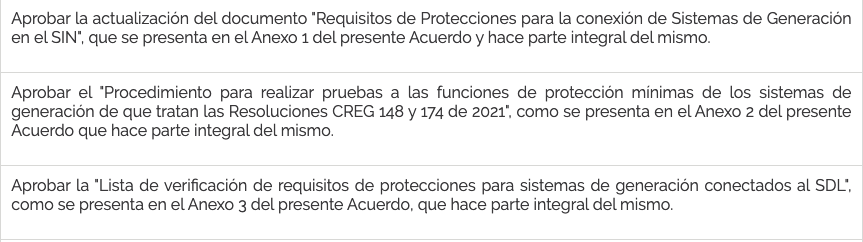 Aprobar la actualización del documento "Requisitos de Protecciones para la conexión de Sistemas de Generación
en el SIN", que se presenta en el Anexo 1 del presente Acuerdo y hace parte integral del mismo.
Aprobar el "Procedimiento para realizar pruebas a las funciones de protección mínimas de los sistemas de
generación de que tratan las Resoluciones CREG 148 y 174 de 2021", como se presenta en el Anexo 2 del presente
Acuerdo que hace parte integral del mismo.
Aprobar la "Lista de verificación de requisitos de protecciones para sistemas de generación conectados al SDL",
como se presenta en el Anexo 3 del presente Acuerdo, que hace parte integral del mismo.